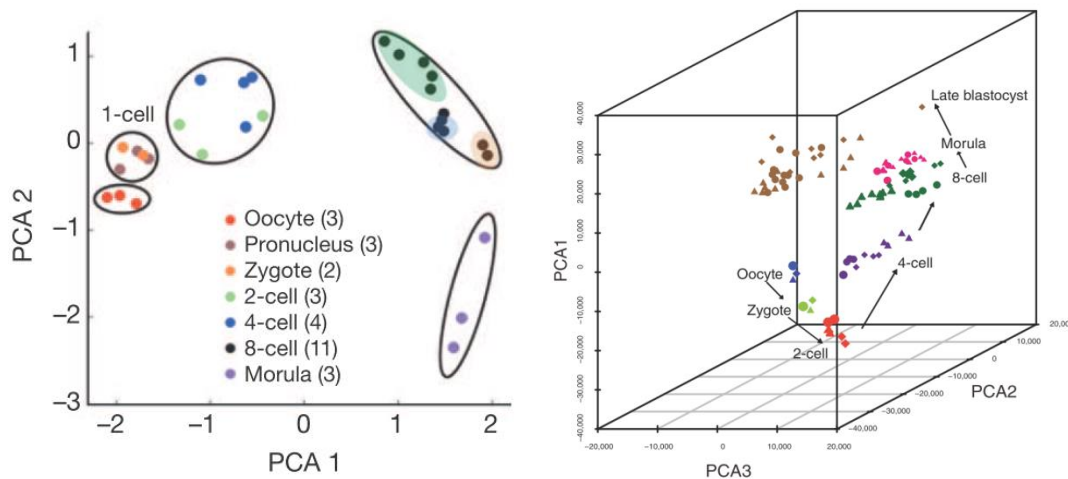 1
0
−1
−2
−3
PCA 2
−2
−1
0
1
2
PCA 1
1-cell
Oocyte (3)
Pronucleus (3)
Zygote (2)
2-cell (3)
4-cell (4)
8-cell (11)
Morula (3)
40,000
30,000
20,000
10,000
0
−10,000
−20,000
−30,000
−40,000
PCA1
Late blastocyst
Morula
8-cell
4-cell
Oocyte
Zygote
2-cell
20,00
10,000
0
−10,000
−20,000
−30,000
−40,000
PCA2
−20,000
−10,000
0
10,000
20,000
PCA3